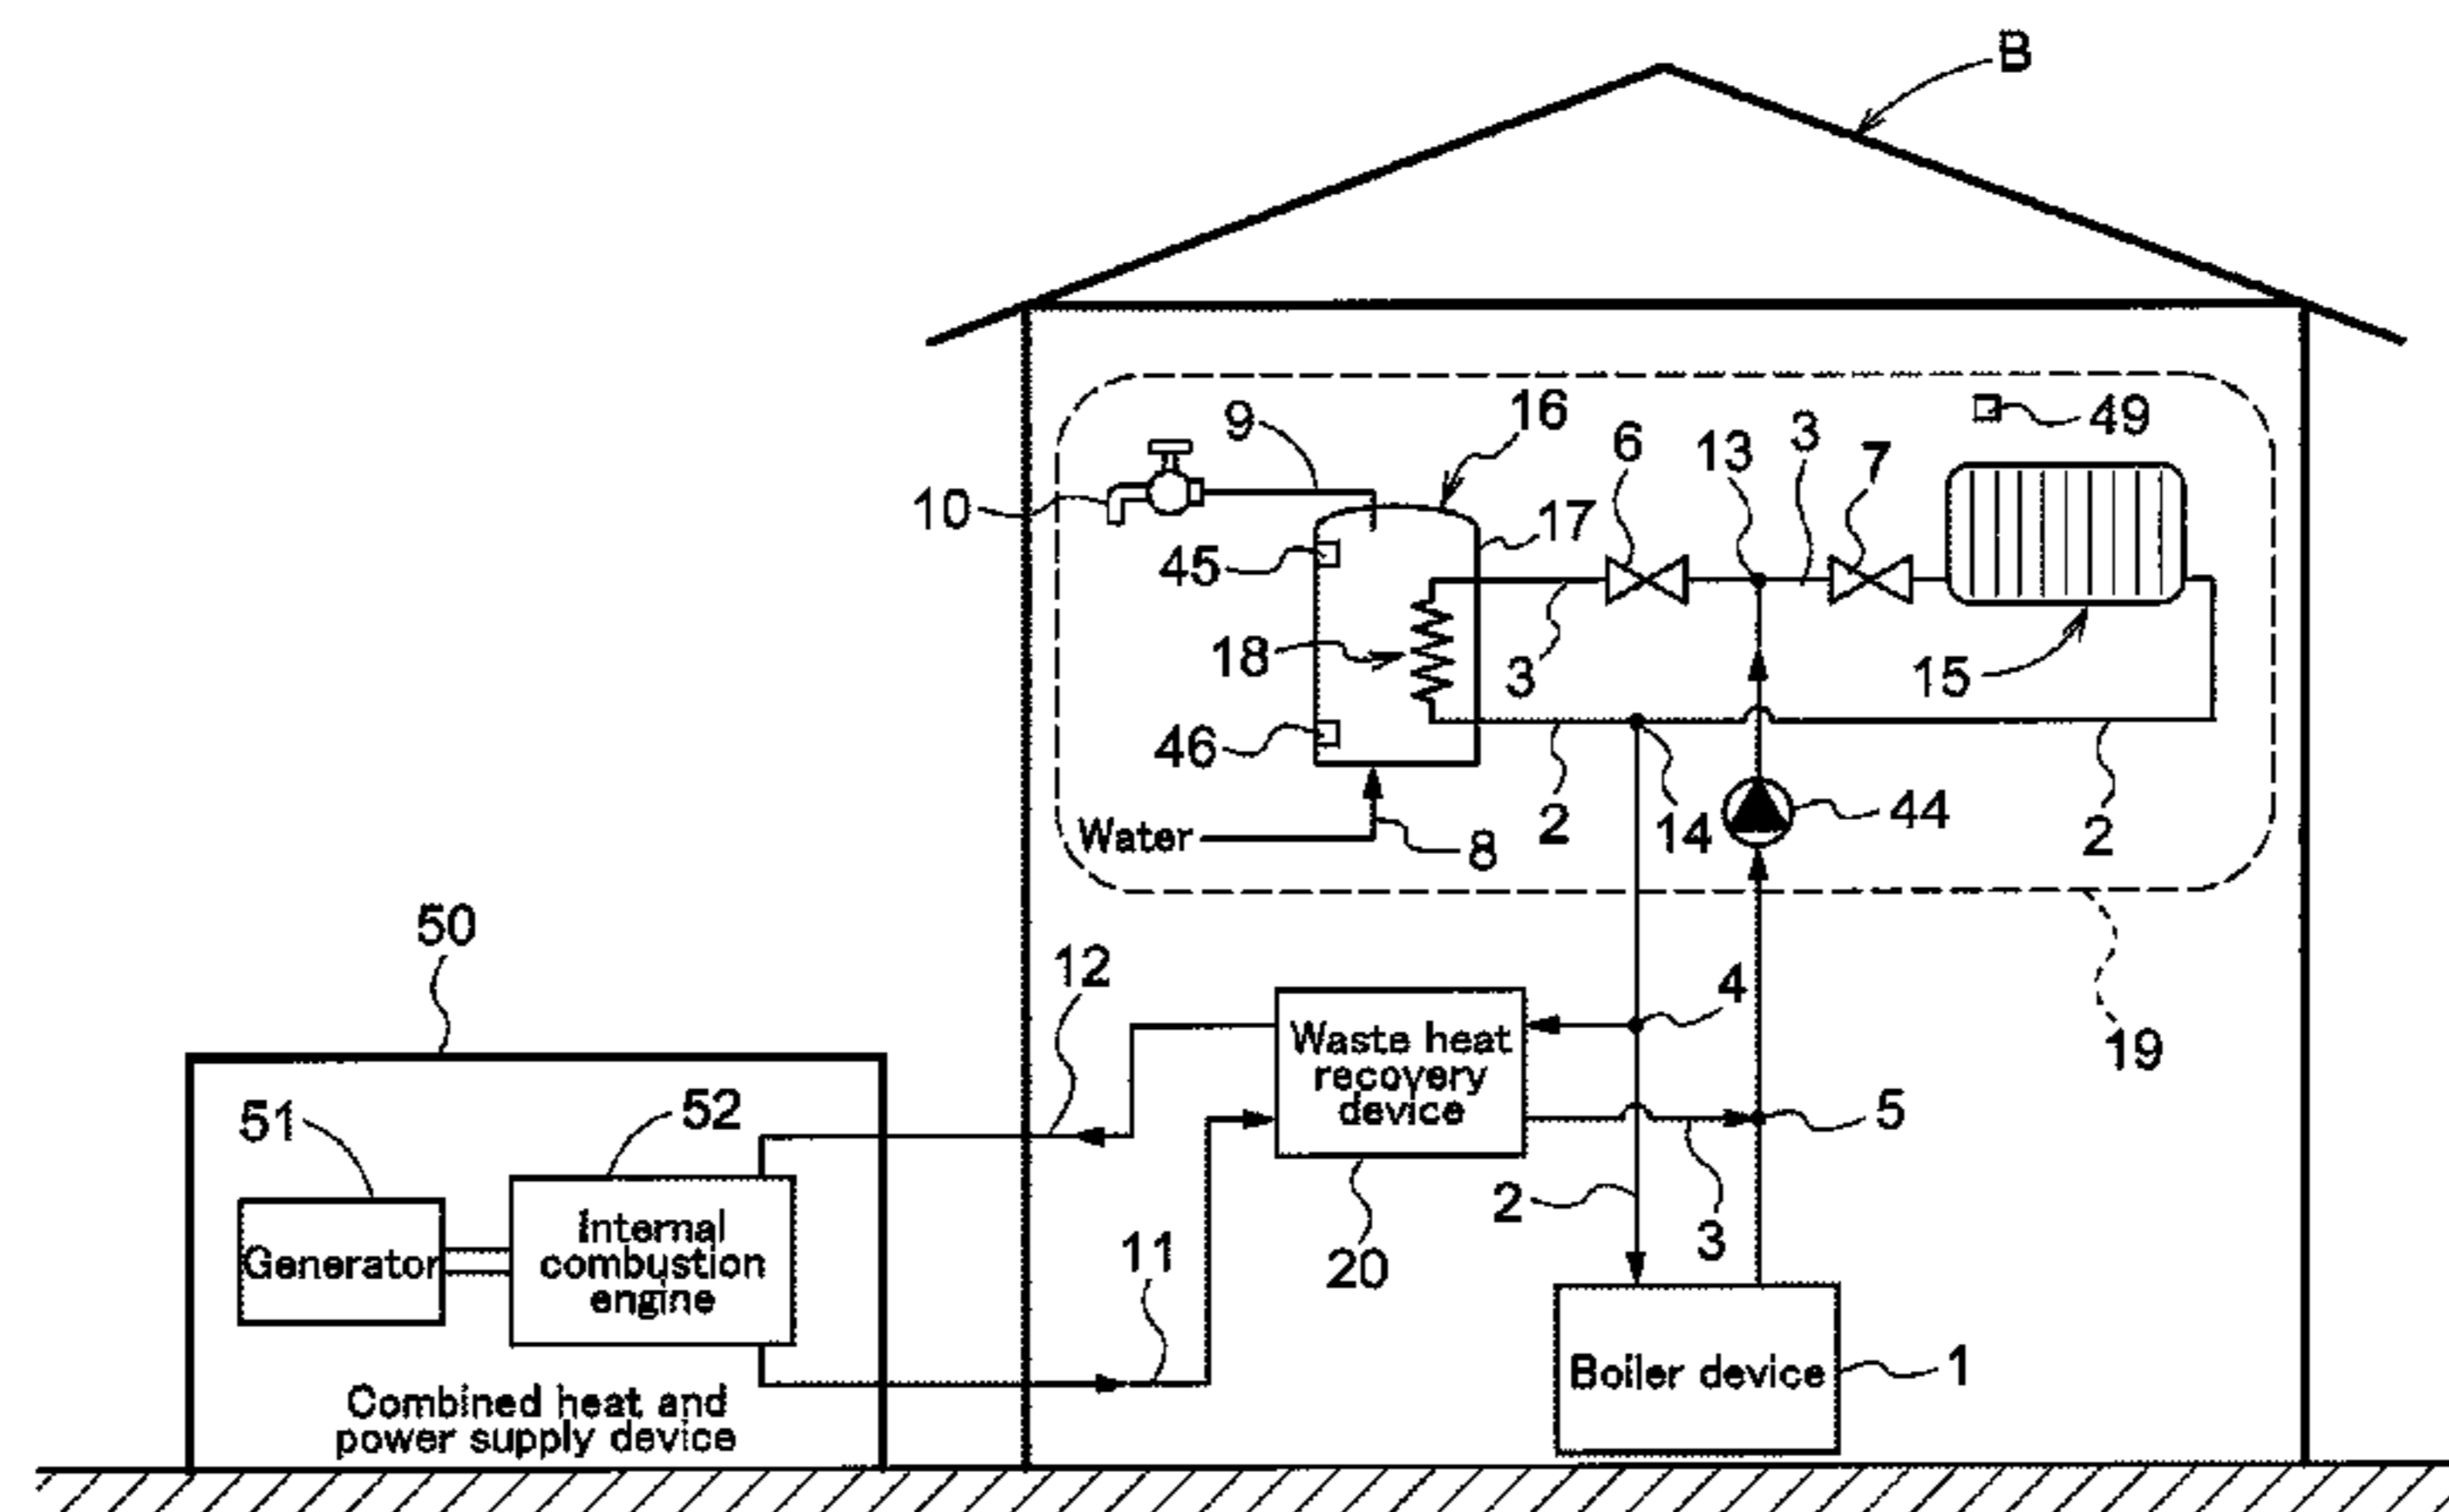 B
49
16
9
6
13
3
7
10
17
45
18
3
15
46
Water
8
2
14
44
2
50
12
4
19
Waste heat
recovery
device
51
52
5
2
3
20
11
Generator
Internal
combustion
engine
Boiler device
1
Combined heat and
power supply device